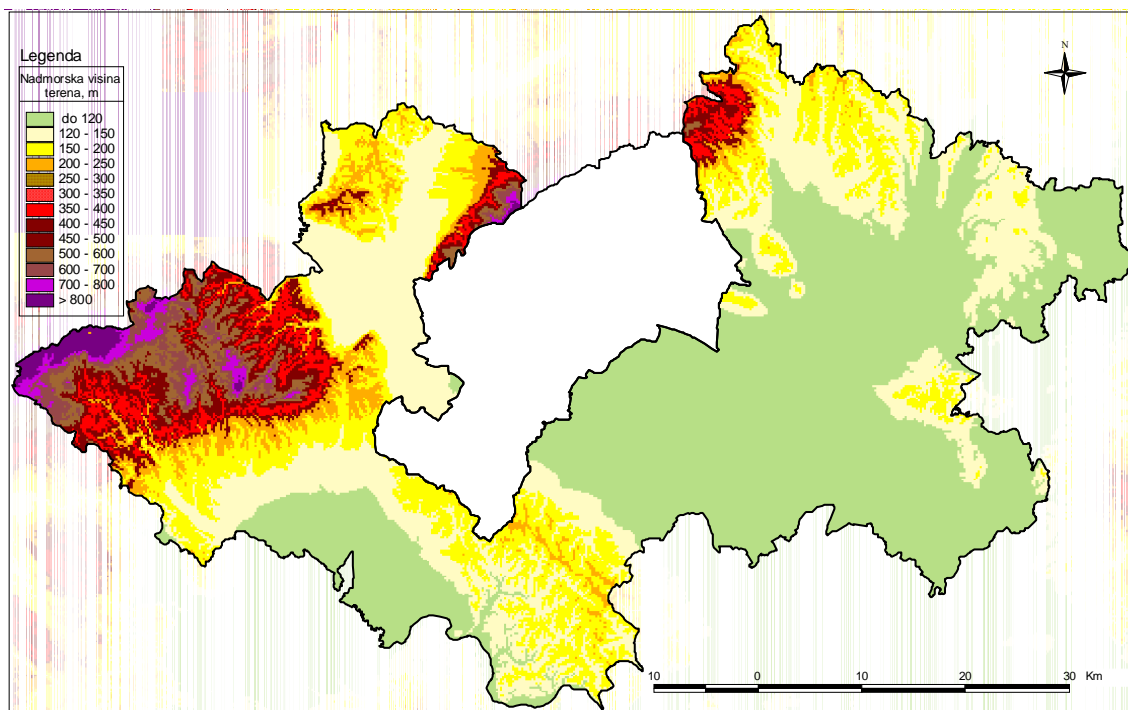 Legenda
Nadmorska visina
terena, m
do 120
120 - 150
150 - 200
200 - 250
250 - 300
300 - 350
350 - 400
400 - 450
450 - 500
500 - 600
600 - 700
700 - 800
> 800
N
10 0 10 20 30 Km